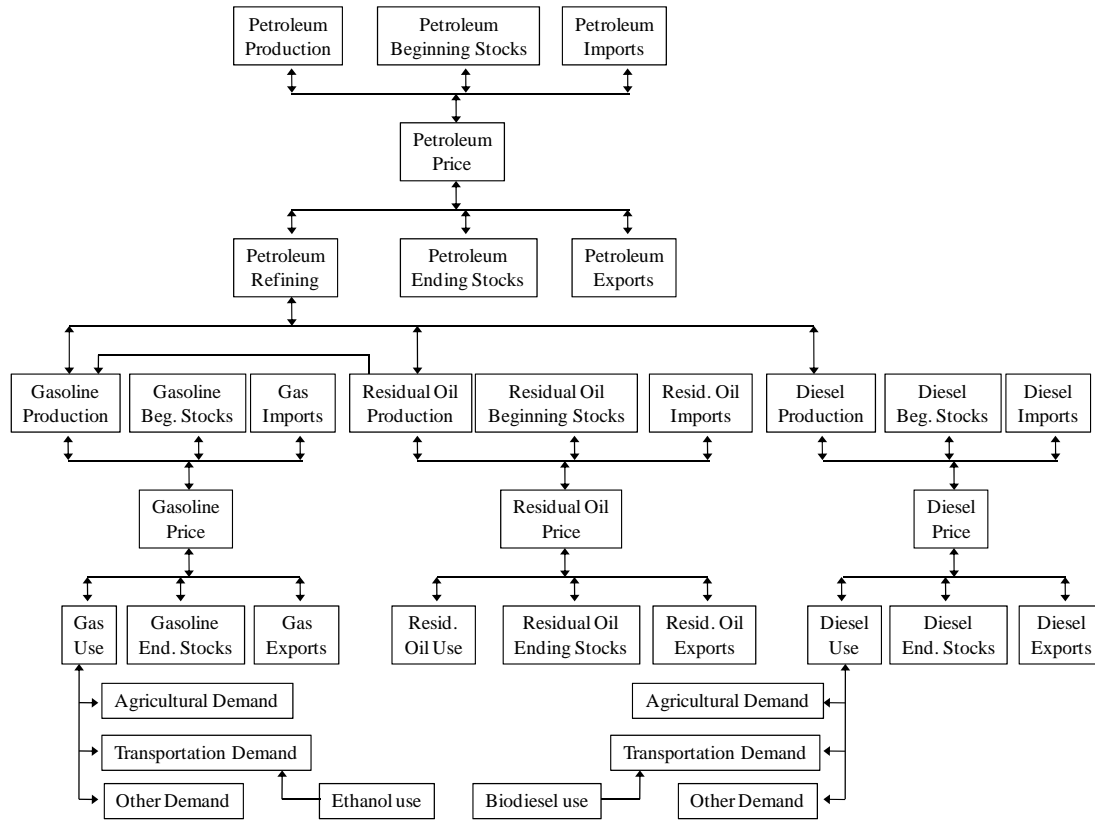 Petroleum
Production
Petroleum
Beginning Stocks
Petroleum
Imports
Petroleum
Price
Petroleum
Refining
Petroleum
Ending Stocks
Petroleum
Exports
Gasoline
Production
Gasoline
Beg. Stocks
Gas
Imports
Residual Oil
Production
Residual Oil
Beginning Stocks
Resid. Oil
Imports
Diesel
Production
Diesel
Beg. Stocks
Diesel
Imports
Gasoline
Price
Residual Oil
Price
Diesel
Price
Gas
Use
Gasoline
End. Stocks
Gas
Exports
Resid.
Oil Use
Residual Oil
Ending Stocks
Resid. Oil
Exports
Diesel
Use
Diesel
End. Stocks
Diesel
Exports
Agricultural Demand
Agricultural Demand
Transportation Demand
Transportation Demand
Other Demand
Ethanol use
Biodiesel use
Other Demand